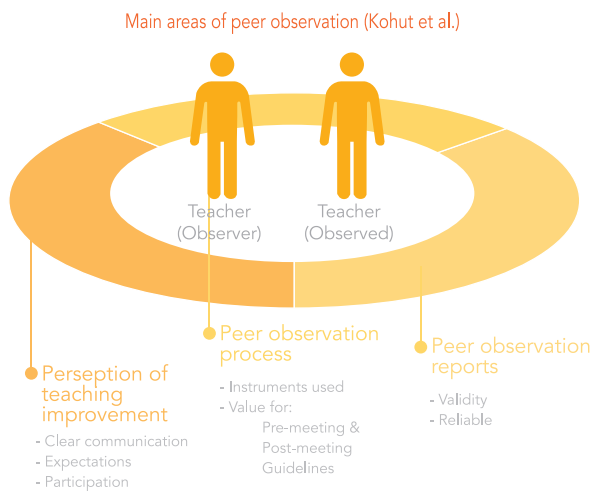 Main areas of peer observation (Kohut et al.)
Teacher
(Observer)
Teacher
(Observed)
Perseption of
teaching
improvement
- Clear communication
- Expectations
- Participation
Peer observation
process
- Instruments used
- Value for:
Pre-meeting &
Post-meeting
Guidelines
Peer observation
reports
- Validity
- Reliable